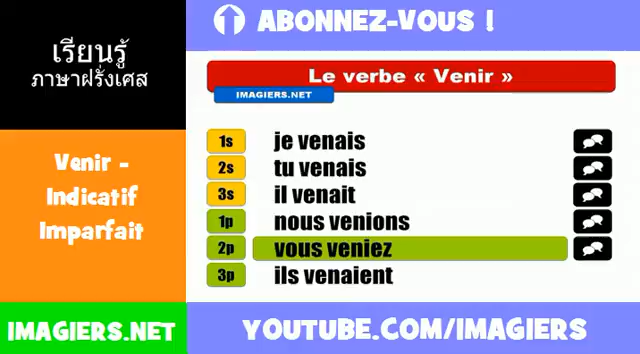 ABONNEZ-VOUS !
เรียนรู้
ภาษาฝรั่งเศส
Le verbe « Venir »
IMAGIERS.NET
Venir -
Indicatif
Imparfait
1s je venais
2s tu venais
3s il venait
1p nous venions
2p vous veniez
3p ils venaient
IMAGIERS.NET
YOUTUBE.COM/IMAGIERS